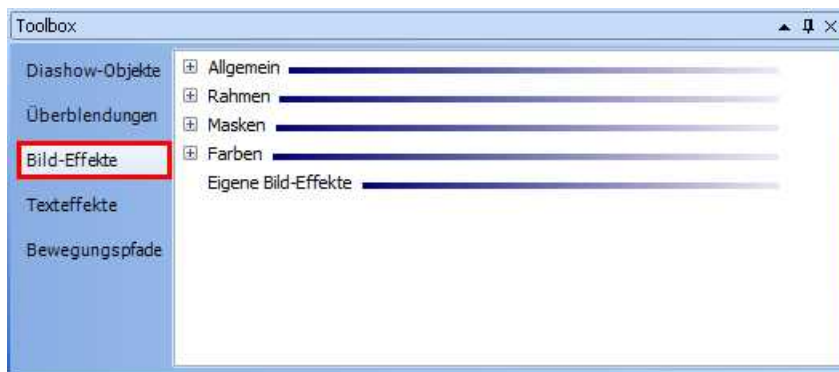 Toolbox
Diashow-Objekte
Überblendungen
Bild-Effekte
Texteffekte
Bewegungspfade
Allgemein
Rahmen
Masken
Farben
Eigene Bild-Effekte